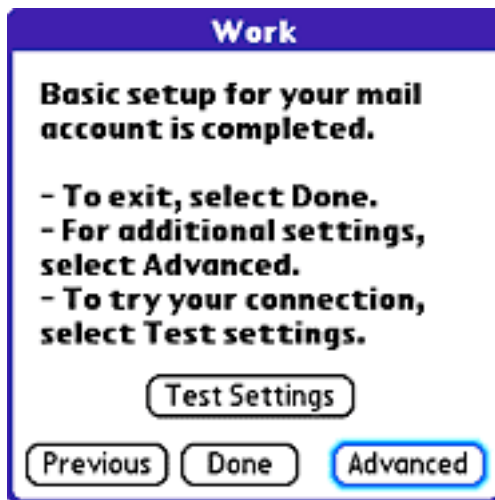 Work
Basic setup for your mail
account is completed.
- To exit, select Done.
- For additional settings,
select Advanced.
- To try your connection,
select Test settings.
Test Settings
Previous Done Advanced